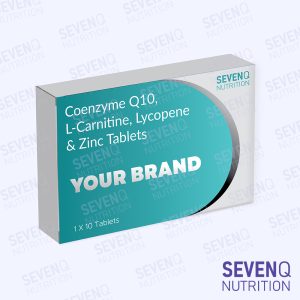 SEVENQ
NUTRITION
Coenzyme Q10,
L-Carnitine, Lycopene
& Zinc Tablets
YOUR BRAND
1 X 10 Tablets
SEVENQ
NUTRITION